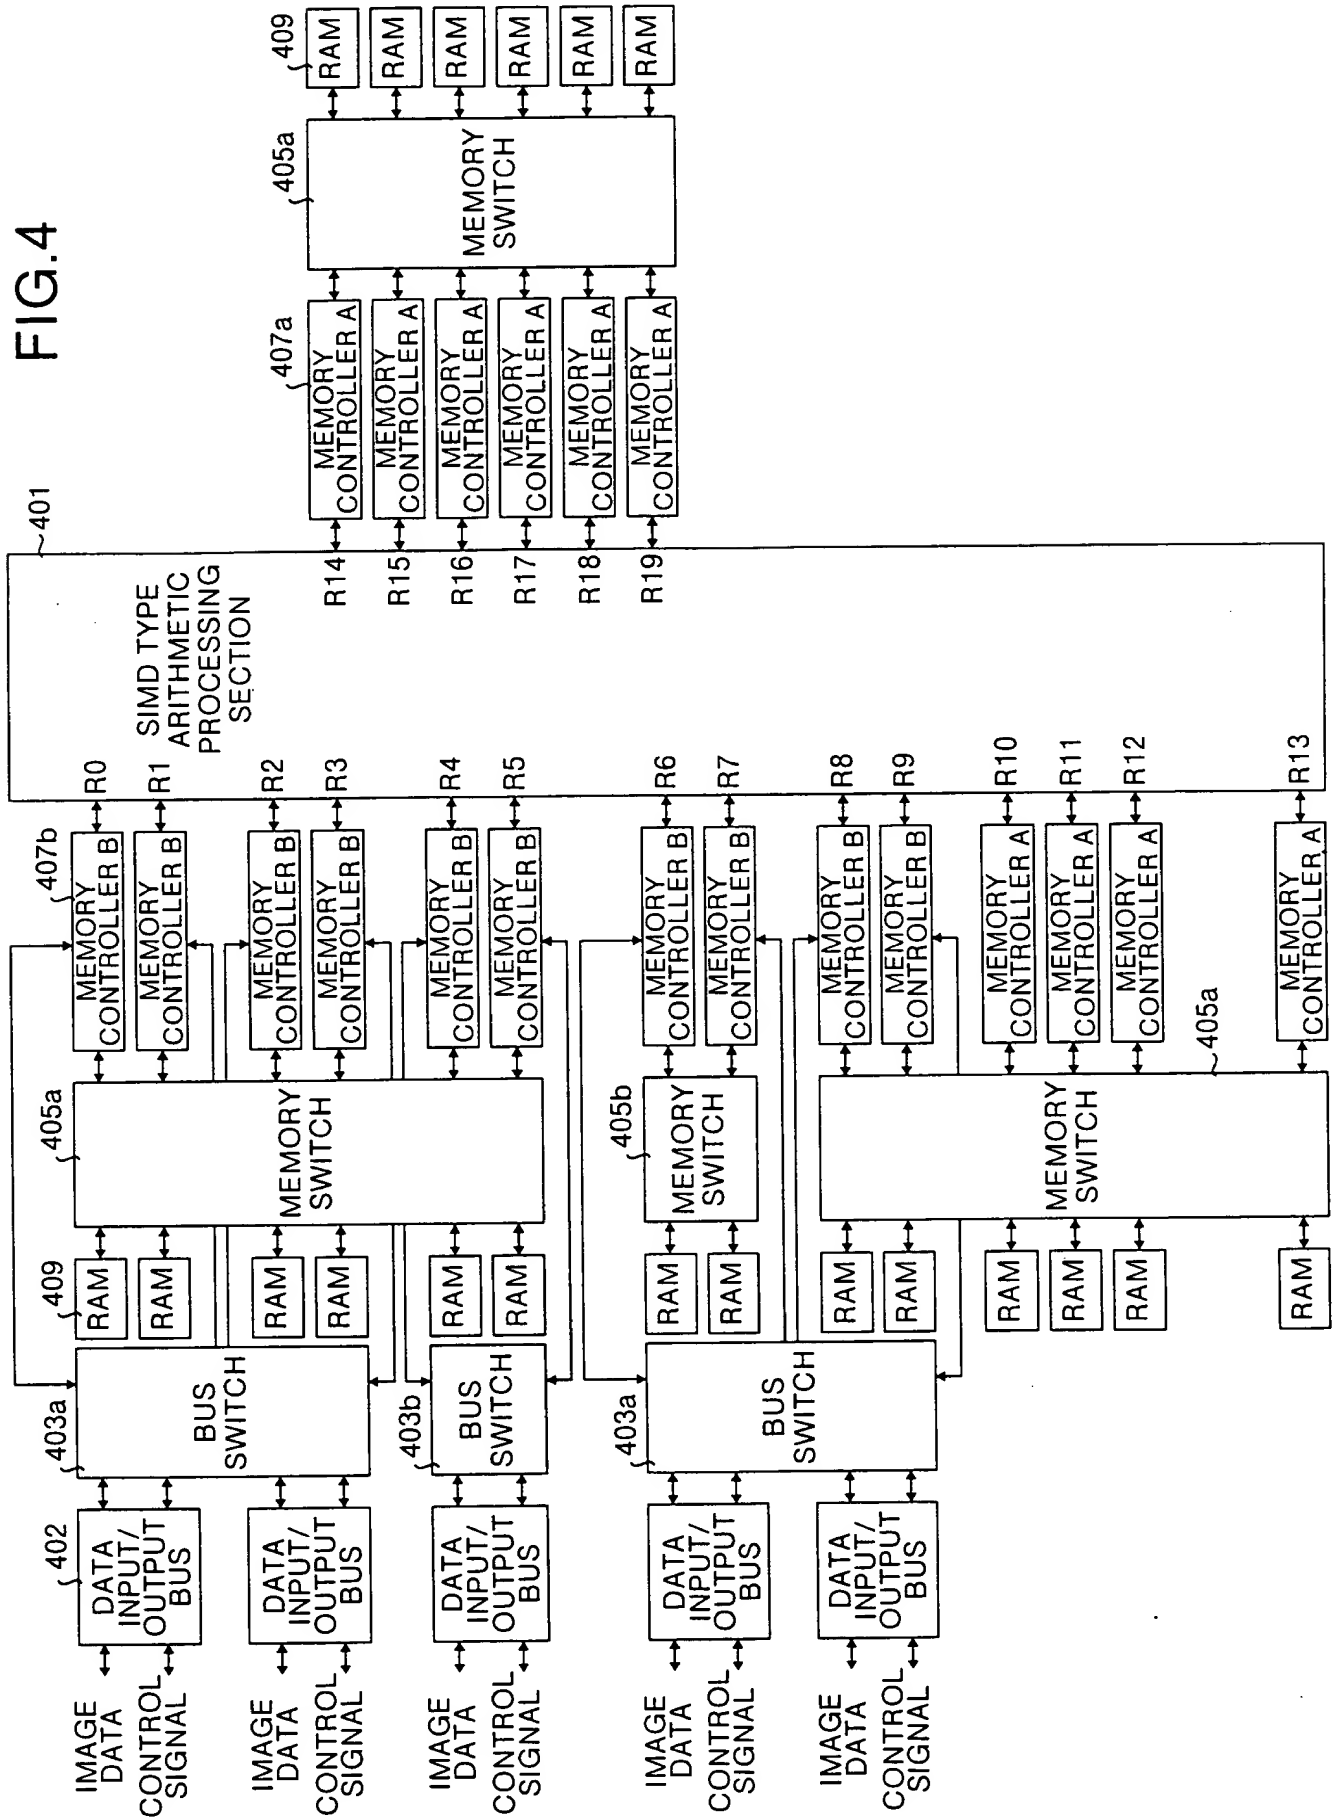 FIG.4
401
SIMD TYPE
ARITHMETIC
PROCESSING
SECTION
R0
R1
R2
R3
R4
R5
R6
R7
R8
R9
R10
R11
R12
R13
R14
R15
R16
R17
R18
R19
407a
MEMORY
CONTROLLER A
MEMORY
CONTROLLER A
MEMORY
CONTROLLER A
MEMORY
CONTROLLER A
MEMORY
CONTROLLER A
MEMORY
CONTROLLER A
405a
MEMORY
SWITCH
409
RAM
RAM
RAM
RAM
RAM
RAM
407b
MEMORY
CONTROLLER B
MEMORY
CONTROLLER B
MEMORY
CONTROLLER B
MEMORY
CONTROLLER B
MEMORY
CONTROLLER B
MEMORY
CONTROLLER B
MEMORY
CONTROLLER B
MEMORY
CONTROLLER B
MEMORY
CONTROLLER B
MEMORY
CONTROLLER B
MEMORY
CONTROLLER A
MEMORY
CONTROLLER A
MEMORY
CONTROLLER A
MEMORY
CONTROLLER A
405a
MEMORY
SWITCH
405b
MEMORY
SWITCH
405a
MEMORY
SWITCH
409
RAM
RAM
RAM
RAM
RAM
RAM
RAM
RAM
RAM
RAM
RAM
RAM
RAM
RAM
403a
BUS
SWITCH
403b
BUS
SWITCH
403a
BUS
SWITCH
402
DATA
INPUT/
OUTPUT
BUS
DATA
INPUT/
OUTPUT
BUS
DATA
INPUT/
OUTPUT
BUS
DATA
INPUT/
OUTPUT
BUS
DATA
INPUT/
OUTPUT
BUS
IMAGE
DATA
CONTROL
SIGNAL
IMAGE
DATA
CONTROL
SIGNAL
IMAGE
DATA
CONTROL
SIGNAL
IMAGE
DATA
CONTROL
SIGNAL
IMAGE
DATA
CONTROL
SIGNAL